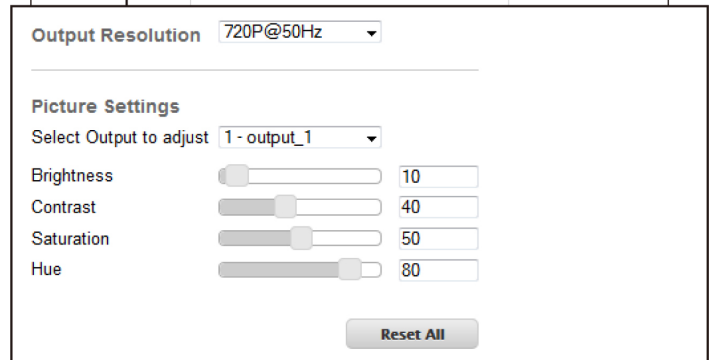 Output Resolution 720P@50Hz
Picture Settings
Select Output to adjust 1 - output_1
Brightness 10
Contrast 40
Saturation 50
Hue 80
Reset All